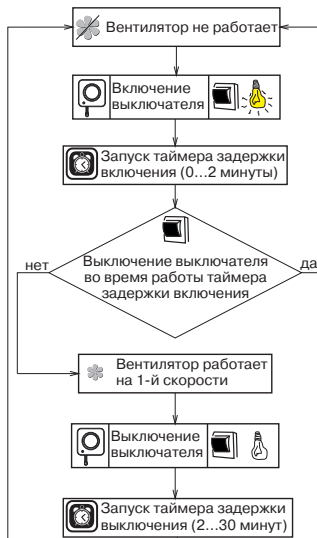 Вентилятор не работает
Включение
выключателя
Запуск таймера задержки
включения (0...2 минуты)
Выключение выключателя
во время работы таймера
задержки включения
нет
да
Вентилятор работает
на 1-й скорости
Выключение
выключателя
Запуск таймера задержки
выключения (2...30 минут)